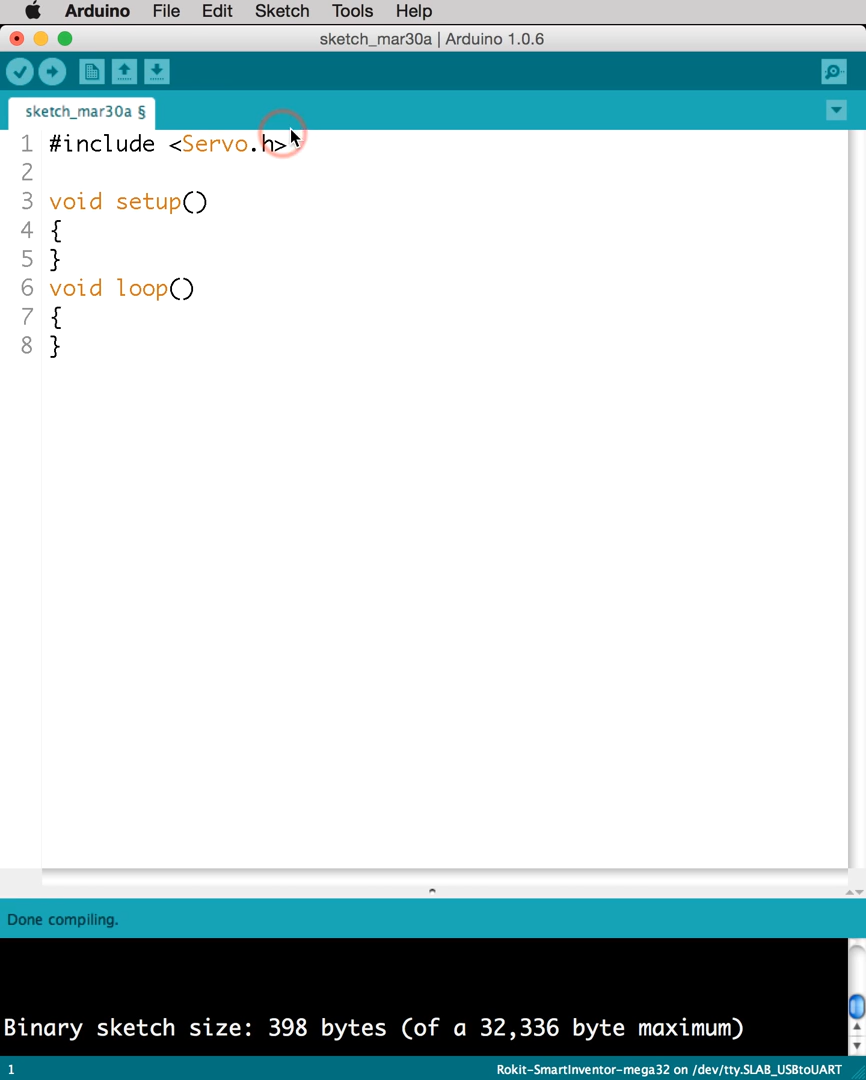 Arduino File Edit Sketch Tools Help
sketch_mar30a | Arduino 1.0.6
sketch_mar30a §
1 #include <Servo.h>
2
3 void setup()
4 {
5 }
6 void loop()
7 {
8 }
Done compiling.
Binary sketch size: 398 bytes (of a 32,336 byte maximum)
1 Rokit-SmartInventor-mega32 on /dev/tty.SLAB_USBtoUART